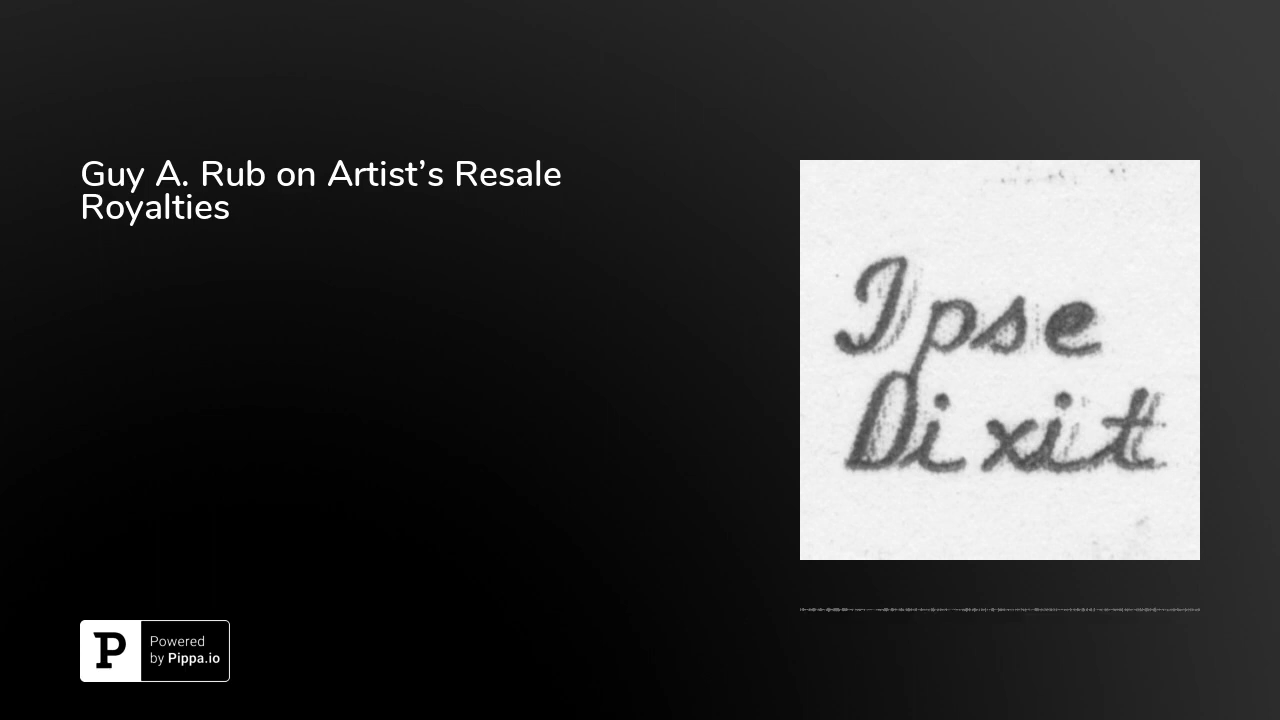 Guy A. Rub on Artist’s Resale
Royalties
Ipse
Dixit
P
Powered
by Pippa.io